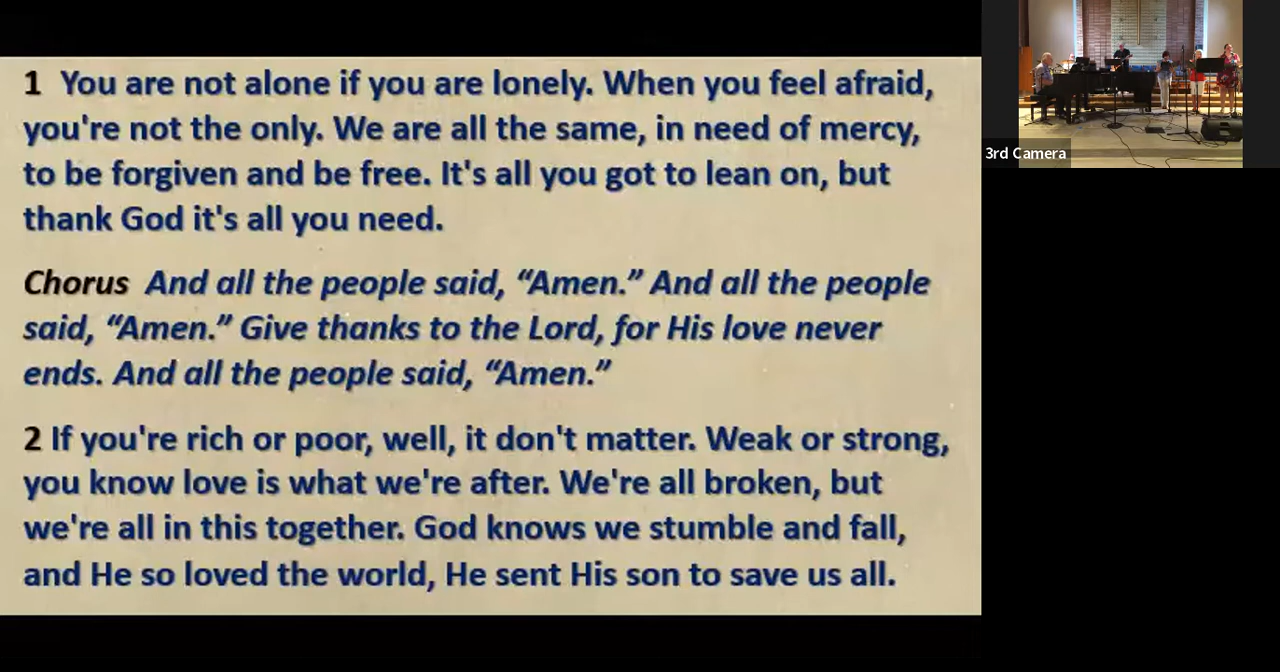 1 You are not alone if you are lonely. When you feel afraid,
you're not the only. We are all the same, in need of mercy,
to be forgiven and be free. It's all you got to lean on, but
thank God it's all you need.
Chorus And all the people said, “Amen.” And all the people
said, “Amen.” Give thanks to the Lord, for His love never
ends. And all the people said, “Amen.”
2 If you're rich or poor, well, it don't matter. Weak or strong,
you know love is what we're after. We're all broken, but
we're all in this together. God knows we stumble and fall,
and He so loved the world, He sent His son to save us all.
3rd Camera